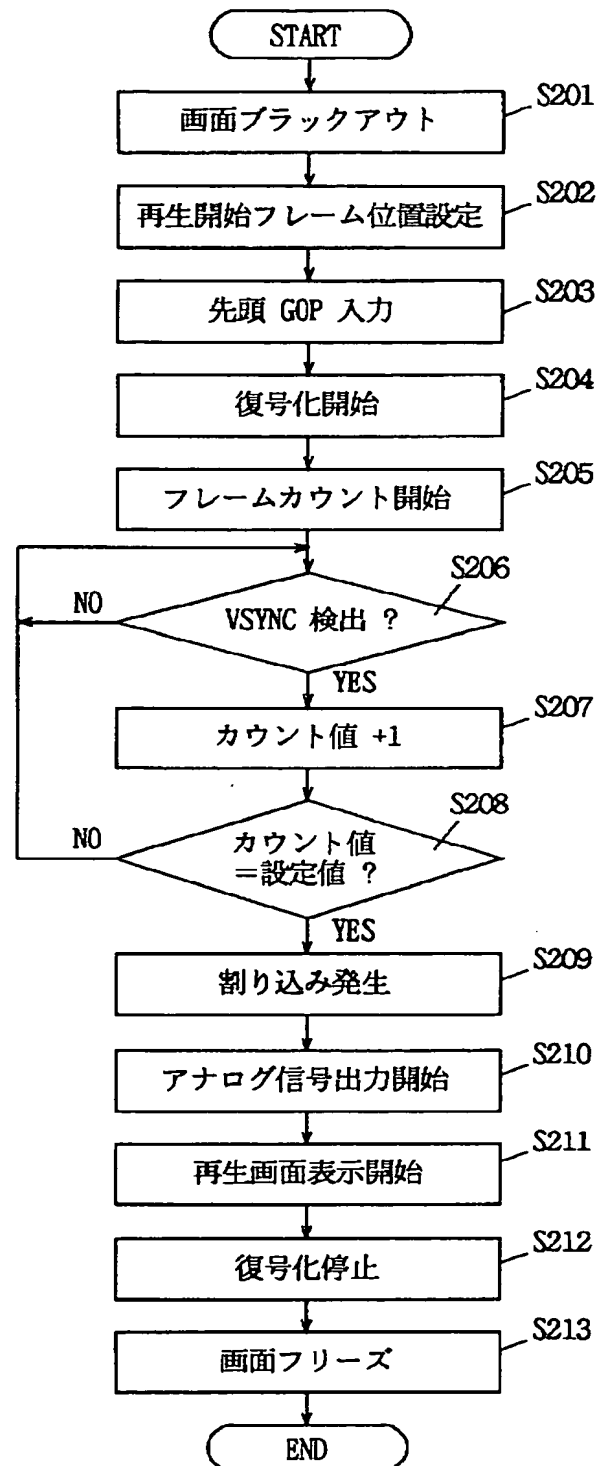 START
画面ブラックアウト
S201
再生開始フレーム位置設定
S202
先頭 GOP 入力
S203
復号化開始
S204
フレームカウント開始
S205
VSYNC 検出 ?
S206
NO
YES
カウント値 +1
S207
カウント値
=設定値 ?
S208
NO
YES
割り込み発生
S209
アナログ信号出力開始
S210
再生画面表示開始
S211
復号化停止
S212
画面フリーズ
S213
END